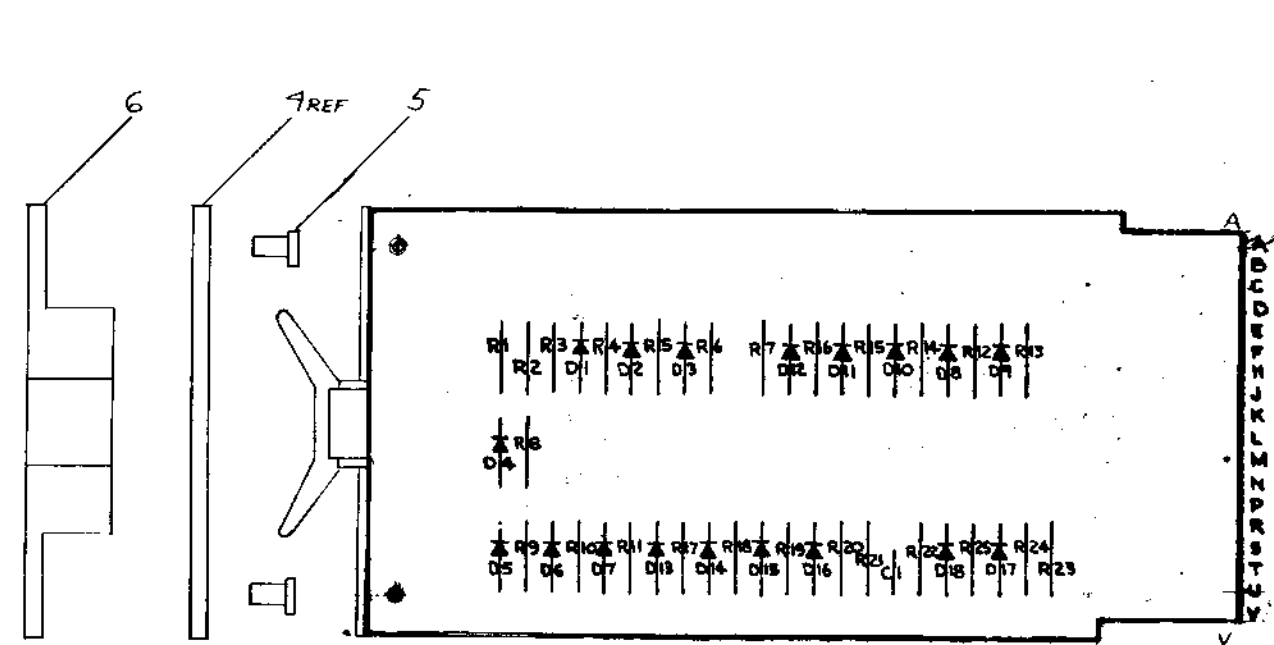 6 4REF 5
A
A
B
C
D
E
F
H
J
K
L
M
N
P
R
S
T
U
V
V
R1 R3 R4 R5 R6 R7 R16 R15 R14 R12 R13
R2 D1 D2 D3 D12 D11 D10 D8 D9
R8
D4
R9 R10 R11 R17 R18 R19 R20 R21 R22 R25 R24
D5 D6 D7 D13 D14 D15 D16 C1 D18 D17 R23